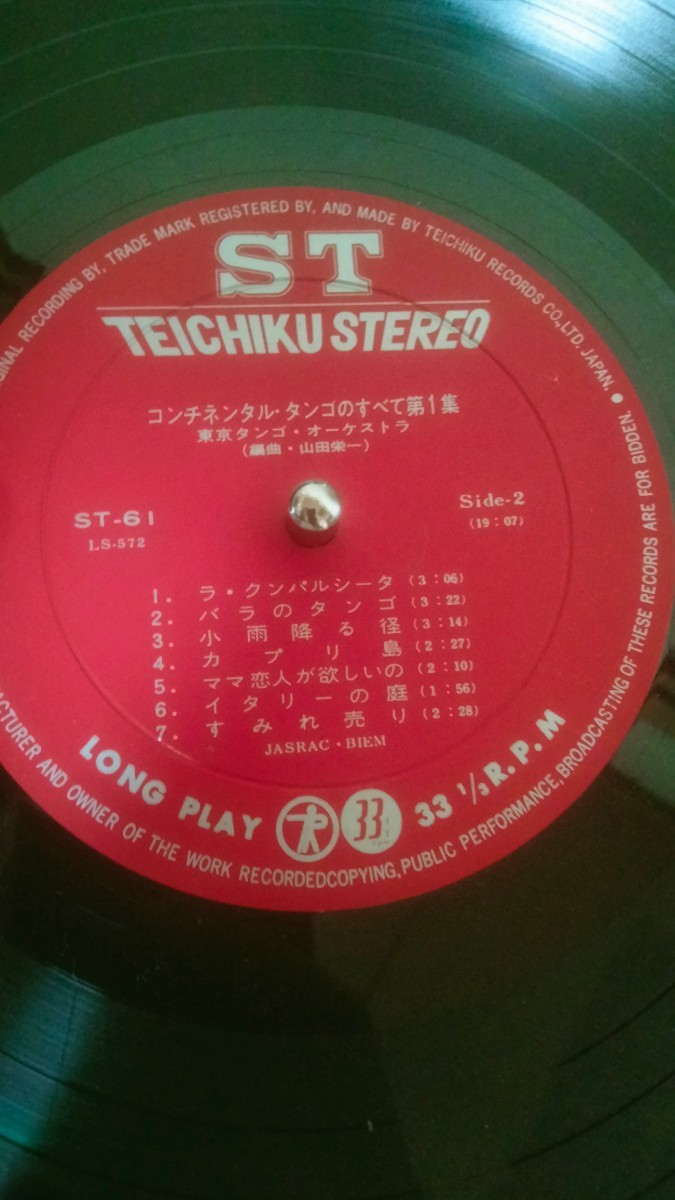 GINAL RECORDING BY, TRADE MARK REGISTERED BY, AND MADE BY TEICHIKU RECORDS CO., LTD. JAPAN. ●
ST
TEICHIKU STEREO
コンチネンタル・タンゴのすべて第1集
東京タンゴ・オーケストラ
(編曲・山田栄一)
ST-61
LS-572
Side-2
(19:07)
1. ラ・クンパルシータ (3:06)
2. バラのタンゴ (3:22)
3. 小雨降る径 (3:14)
4. カプリ島 (2:27)
5. ママ恋人が欲しいの (2:10)
6. イタリーの庭 (1:56)
7. すみれ売り (2:28)
JASRAC・BIEM
LONG PLAY
33
33 1/3 R.P.M
ACTURER AND OWNER OF THE WORK RECORDEDCOPYING, PUBLIC PERFORMANCE, BROADCASTING OF THESE RECORDS ARE FOR BIDDEN.